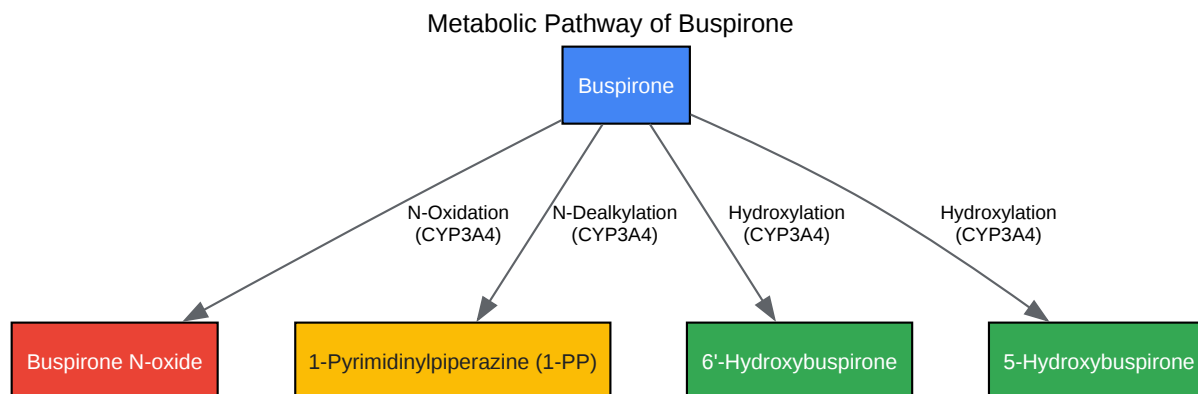 Metabolic Pathway of Buspirone
Buspirone
N-Oxidation
(CYP3A4)
N-Dealkylation
(CYP3A4)
Hydroxylation
(CYP3A4)
Hydroxylation
(CYP3A4)
Buspirone N-oxide
1-Pyrimidinylpiperazine (1-PP)
6'-Hydroxybuspirone
5-Hydroxybuspirone